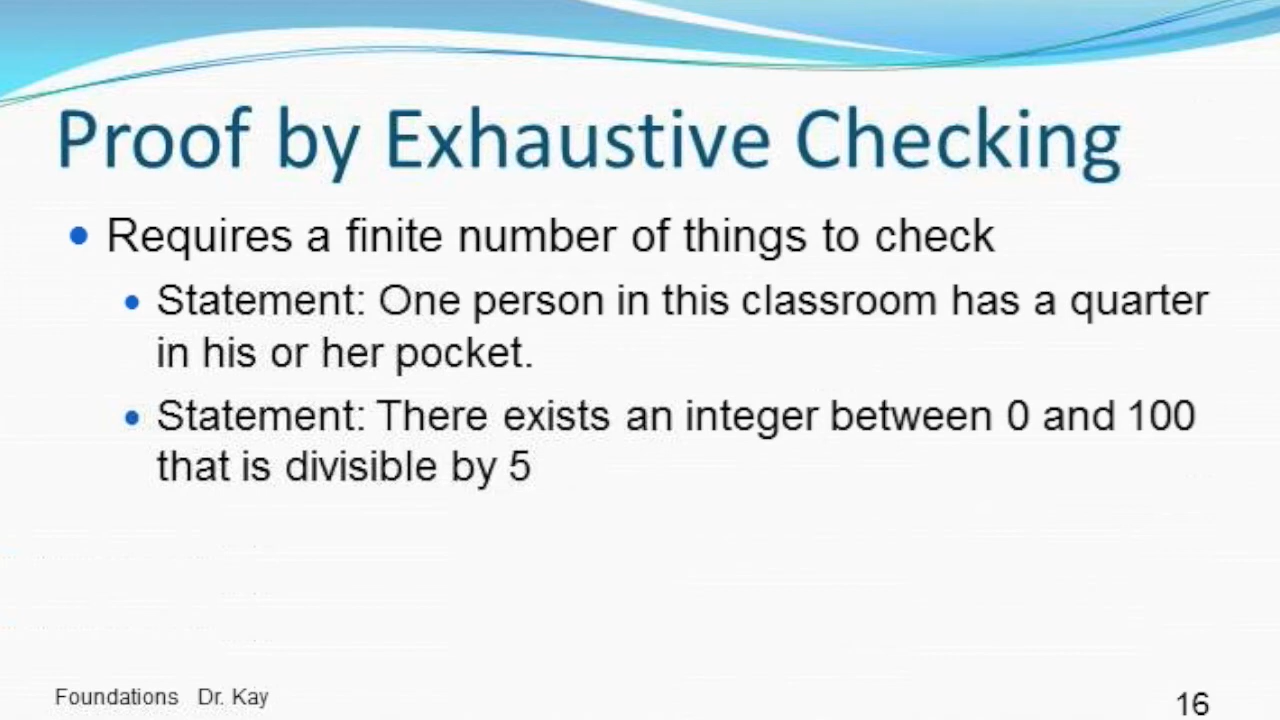 Proof by Exhaustive Checking
• Requires a finite number of things to check
• Statement: One person in this classroom has a quarter
in his or her pocket.
• Statement: There exists an integer between 0 and 100
that is divisible by 5
Foundations Dr. Kay
16